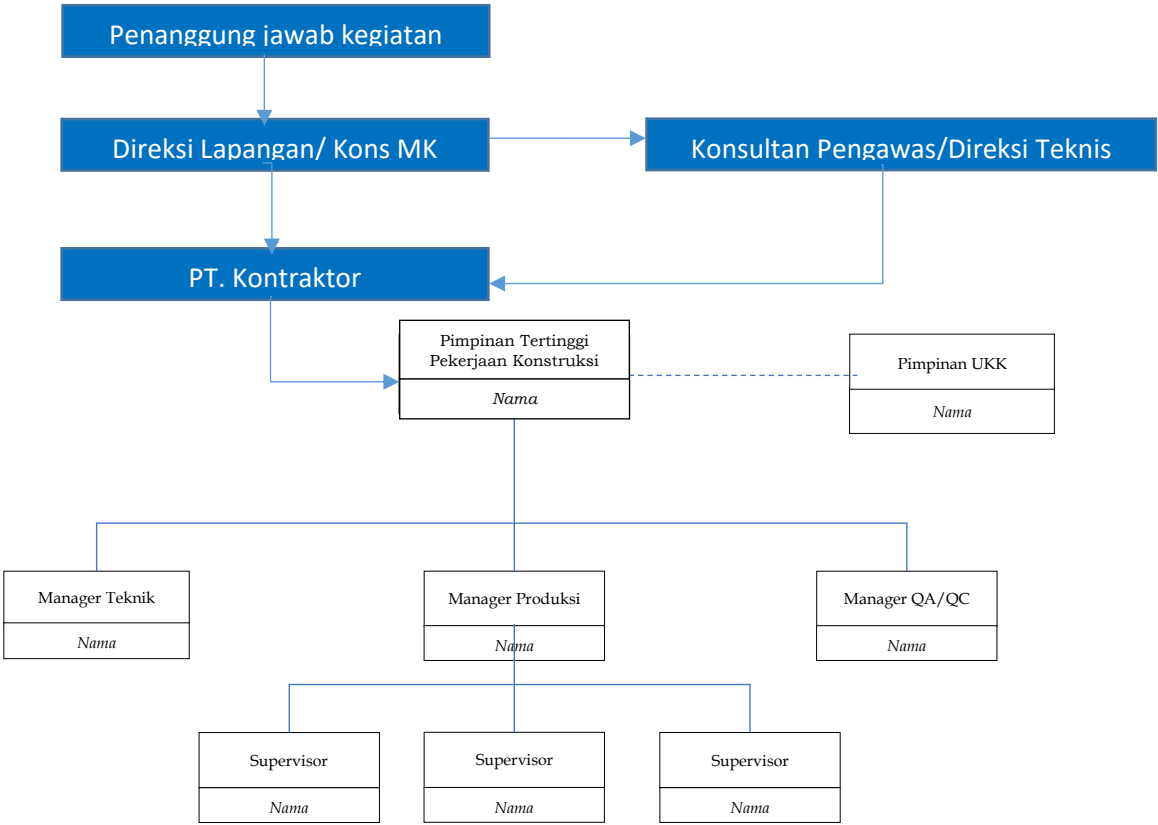 Penanggung jawab kegiatan
Direksi Lapangan/ Kons MK
Konsultan Pengawas/Direksi Teknis
PT. Kontraktor
Pimpinan Tertinggi
Pekerjaan Konstruksi
Nama
Pimpinan UKK
Nama
Manager Teknik
Nama
Manager Produksi
Nama
Manager QA/QC
Nama
Supervisor
Nama
Supervisor
Nama
Supervisor
Nama